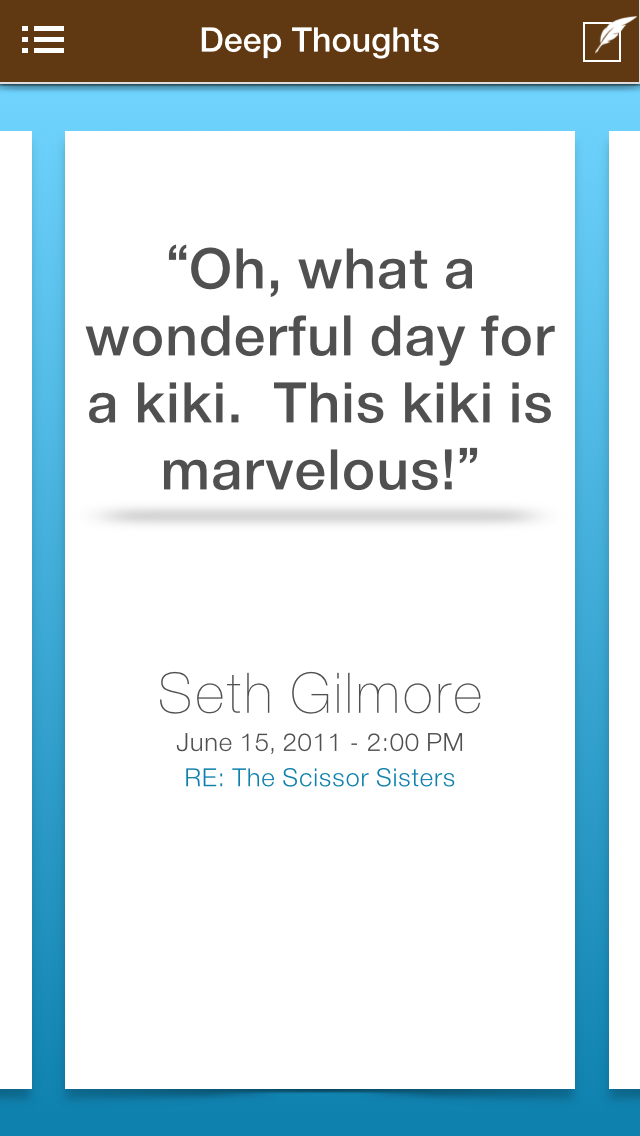 Deep Thoughts
“Oh, what a
wonderful day for
a kiki.  This kiki is
marvelous!”
Seth Gilmore
June 15, 2011 - 2:00 PM
RE: The Scissor Sisters